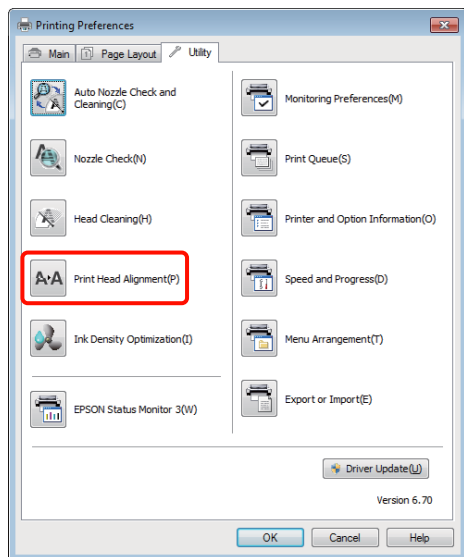 Printing Preferences
Main
Page Layout
Utility
Auto Nozzle Check and
Cleaning(C)
Nozzle Check(N)
Head Cleaning(H)
Print Head Alignment(P)
Ink Density Optimization(I)
EPSON Status Monitor 3(W)
Monitoring Preferences(M)
Print Queue(S)
Printer and Option Information(O)
Speed and Progress(D)
Menu Arrangement(T)
Export or Import(E)
Driver Update(U)
Version 6.70
OK
Cancel
Help